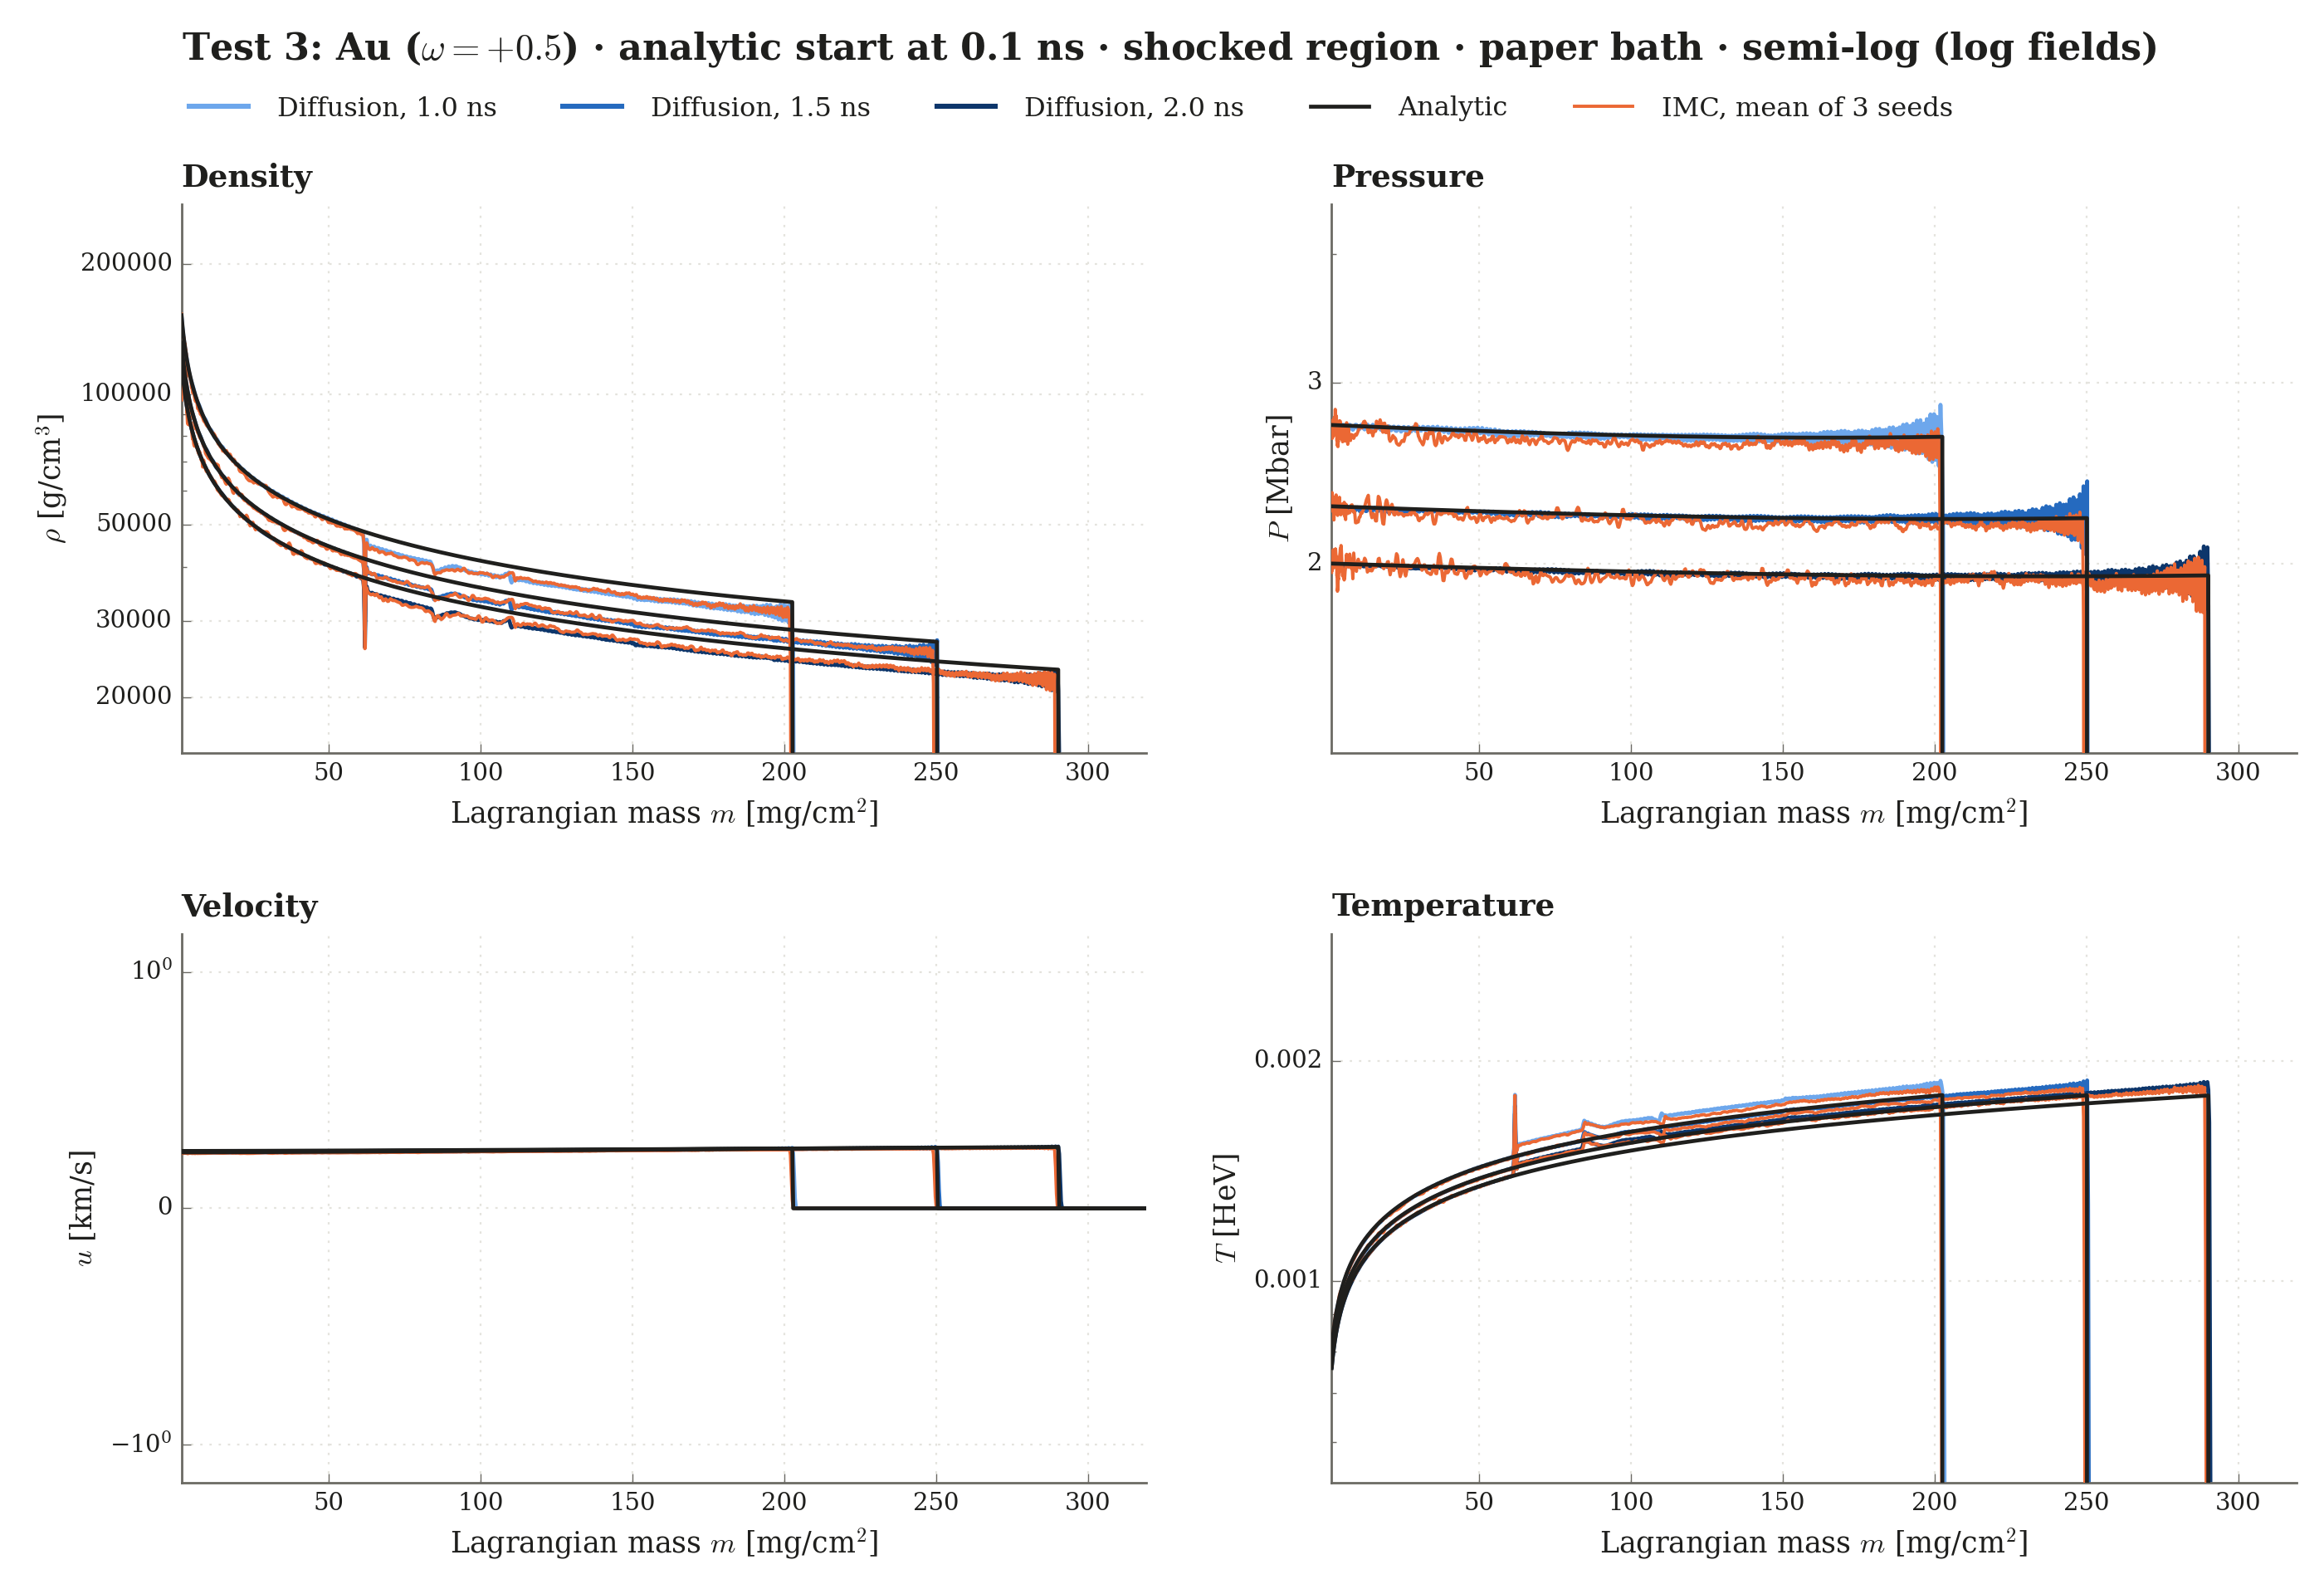 Test 3: Au (ω = +0.5) · analytic start at 0.1 ns · shocked region · paper bath · semi-log (log fields)
Diffusion, 1.0 ns Diffusion, 1.5 ns Diffusion, 2.0 ns Analytic IMC, mean of 3 seeds
Density
ρ [g/cm³]
200000
100000
50000
30000
20000
50 100 150 200 250 300
Lagrangian mass m [mg/cm²]
Pressure
P [Mbar]
3
2
50 100 150 200 250 300
Lagrangian mass m [mg/cm²]
Velocity
u [km/s]
10⁰
0
−10⁰
50 100 150 200 250 300
Lagrangian mass m [mg/cm²]
Temperature
T [HeV]
0.002
0.001
50 100 150 200 250 300
Lagrangian mass m [mg/cm²]